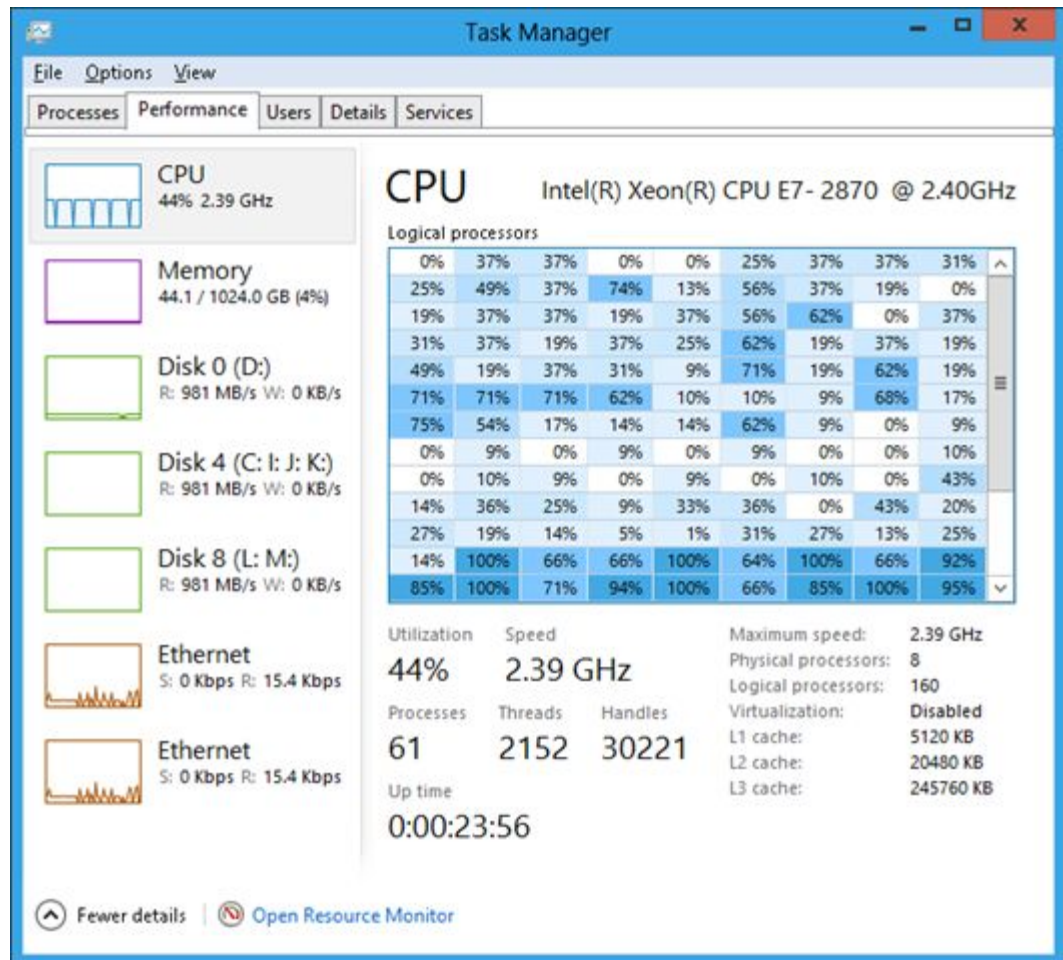 Task Manager
File Options View
Processes Performance Users Details Services
CPU
44% 2.39 GHz
Memory
44.1 / 1024.0 GB (4%)
Disk 0 (D:)
R: 981 MB/s W: 0 KB/s
Disk 4 (C: I: J: K:)
R: 981 MB/s W: 0 KB/s
Disk 8 (L: M:)
R: 981 MB/s W: 0 KB/s
Ethernet
S: 0 Kbps R: 15.4 Kbps
Ethernet
S: 0 Kbps R: 15.4 Kbps
CPU Intel(R) Xeon(R) CPU E7- 2870 @ 2.40GHz
Logical processors
0% 37% 37% 0% 0% 25% 37% 37% 31%
25% 49% 37% 74% 13% 56% 37% 19% 0%
19% 37% 37% 19% 37% 56% 62% 0% 37%
31% 37% 19% 37% 25% 62% 19% 37% 19%
49% 19% 37% 31% 9% 71% 19% 62% 19%
71% 71% 71% 62% 10% 10% 9% 68% 17%
75% 54% 17% 14% 14% 62% 9% 0% 9%
0% 9% 0% 9% 0% 9% 0% 0% 10%
0% 10% 9% 0% 9% 0% 10% 0% 43%
14% 36% 25% 9% 33% 36% 0% 43% 20%
27% 19% 14% 5% 1% 31% 27% 13% 25%
14% 100% 66% 66% 100% 64% 100% 66% 92%
85% 100% 71% 94% 100% 66% 85% 100% 95%
Utilization Speed
44% 2.39 GHz
Processes Threads Handles
61 2152 30221
Up time
0:00:23:56
Maximum speed: 2.39 GHz
Physical processors: 8
Logical processors: 160
Virtualization: Disabled
L1 cache: 5120 KB
L2 cache: 20480 KB
L3 cache: 245760 KB
Fewer details Open Resource Monitor